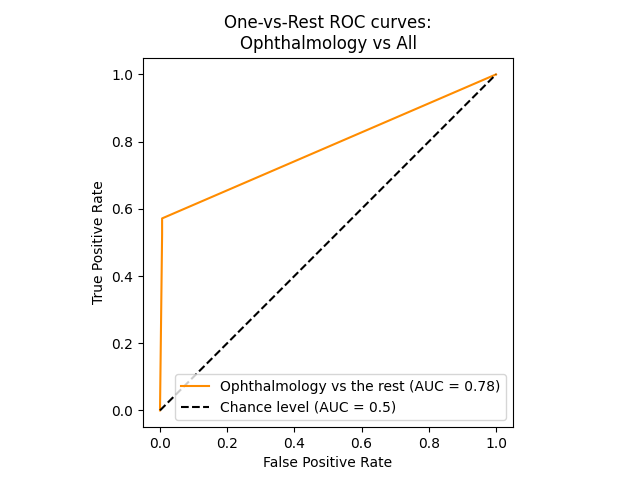 One-vs-Rest ROC curves:
Ophthalmology vs All
True Positive Rate
1.0
0.8
0.6
0.4
0.2
0.0
Ophthalmology vs the rest (AUC = 0.78)
Chance level (AUC = 0.5)
0.0 0.2 0.4 0.6 0.8 1.0
False Positive Rate